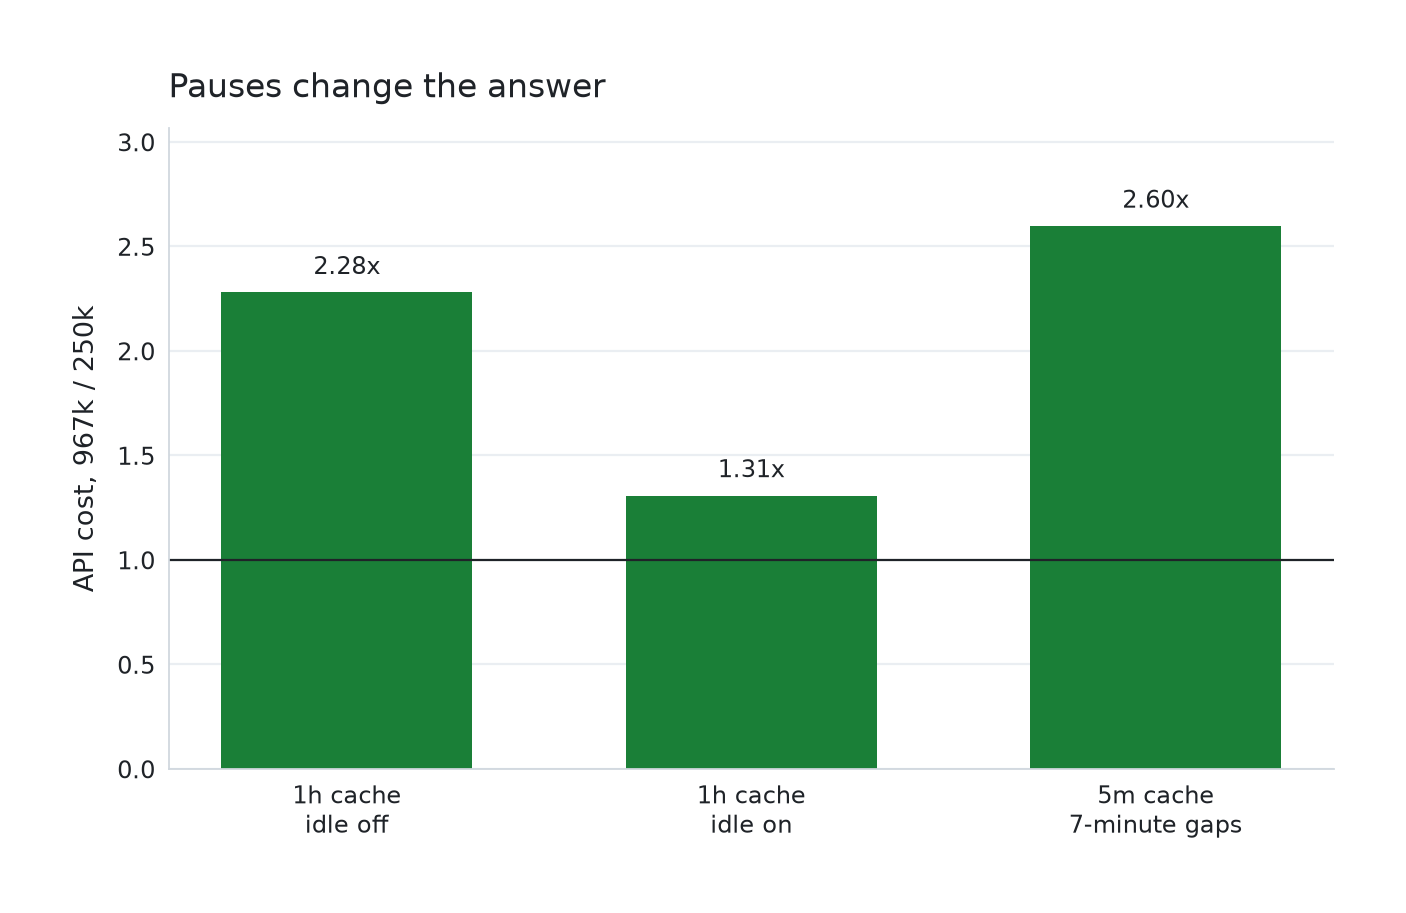 Pauses change the answer
API cost, 967k / 250k
3.0
2.5
2.0
1.5
1.0
0.5
0.0
2.28x
1.31x
2.60x
1h cache
idle off
1h cache
idle on
5m cache
7-minute gaps